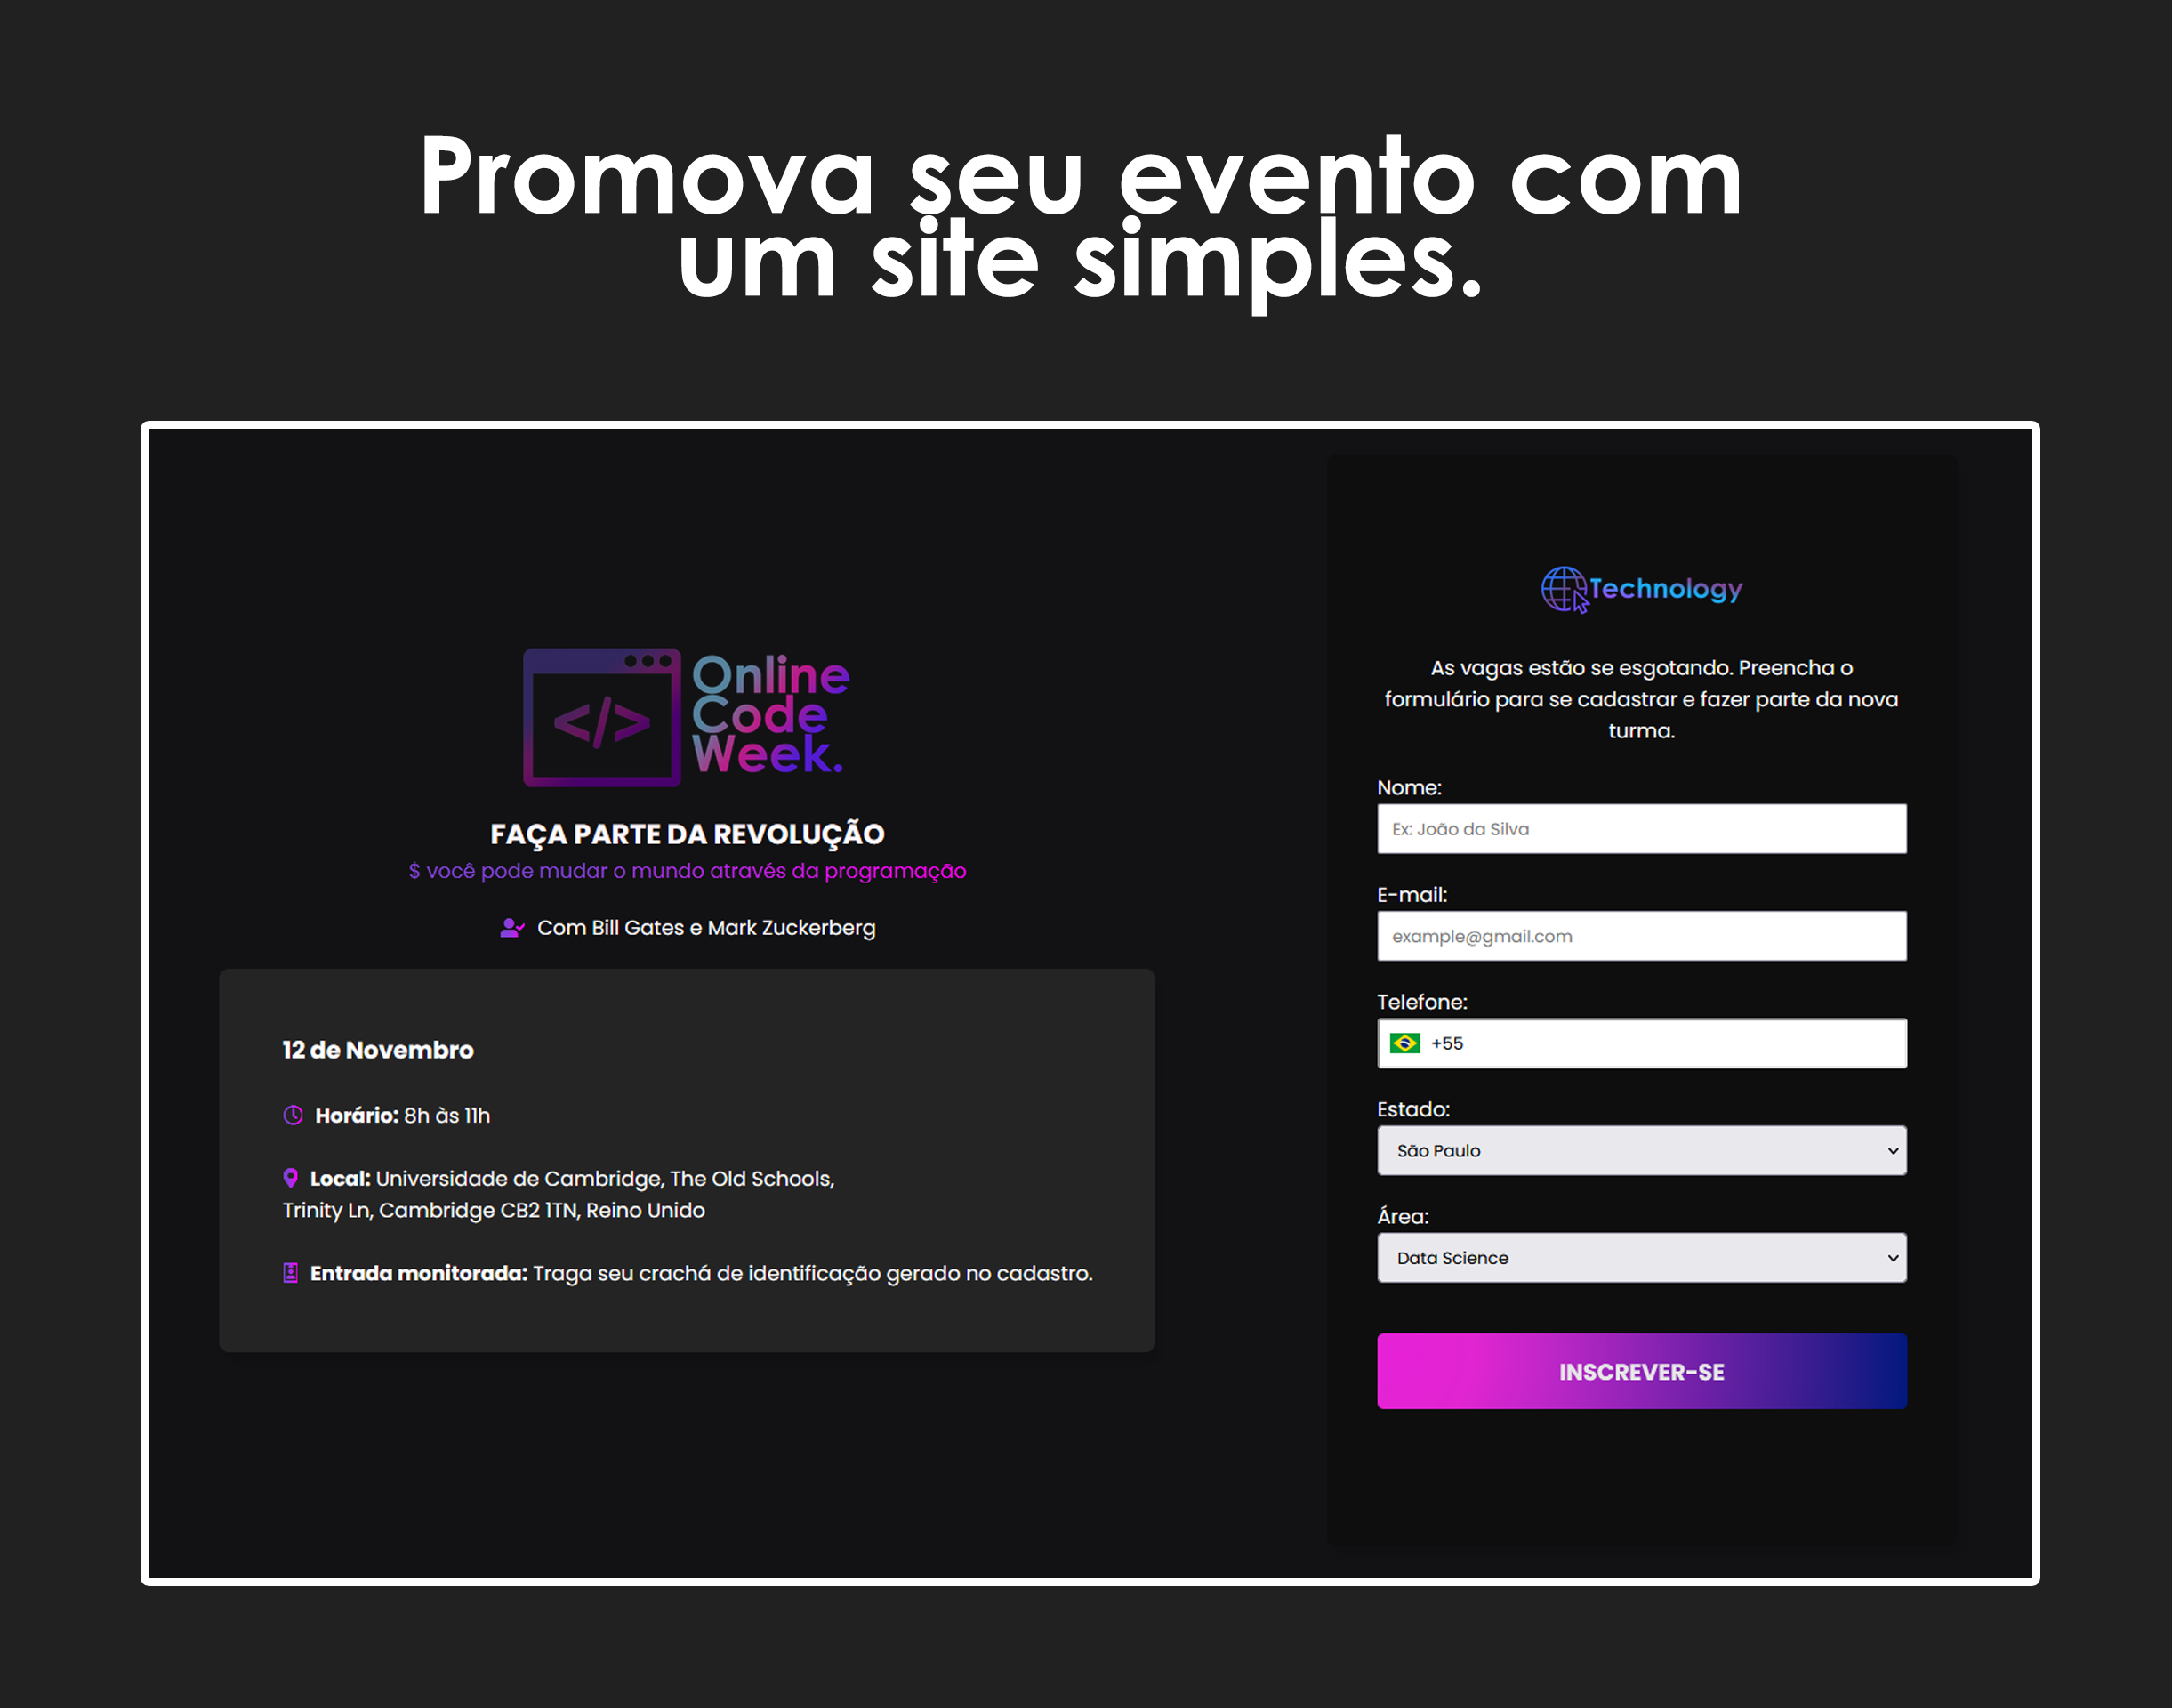 Promova seu evento com
um site simples.
</>
Online
Code
Week.
FAÇA PARTE DA REVOLUÇÃO
$ você pode mudar o mundo através da programação
Com Bill Gates e Mark Zuckerberg
12 de Novembro
Horário: 8h às 11h
Local: Universidade de Cambridge, The Old Schools,
Trinity Ln, Cambridge CB2 1TN, Reino Unido
Entrada monitorada: Traga seu crachá de identificação gerado no cadastro.
Technology
As vagas estão se esgotando. Preencha o
formulário para se cadastrar e fazer parte da nova
turma.
Nome:
Ex: João da Silva
E-mail:
example@gmail.com
Telefone:
+55
Estado:
São Paulo
Área:
Data Science
INSCREVER-SE